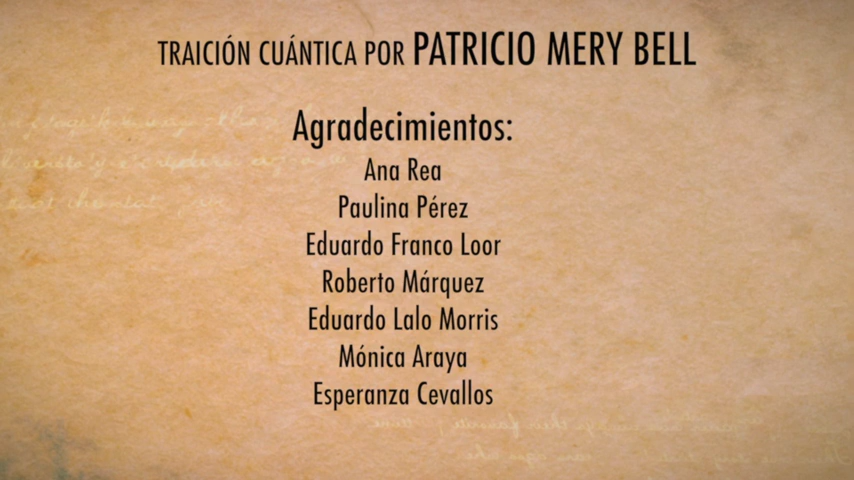 TRAICIÓN CUÁNTICA POR PATRICIO MERY BELL
Agradecimientos:
Ana Rea
Paulina Pérez
Eduardo Franco Loor
Roberto Márquez
Eduardo Lalo Morris
Mónica Araya
Esperanza Cevallos